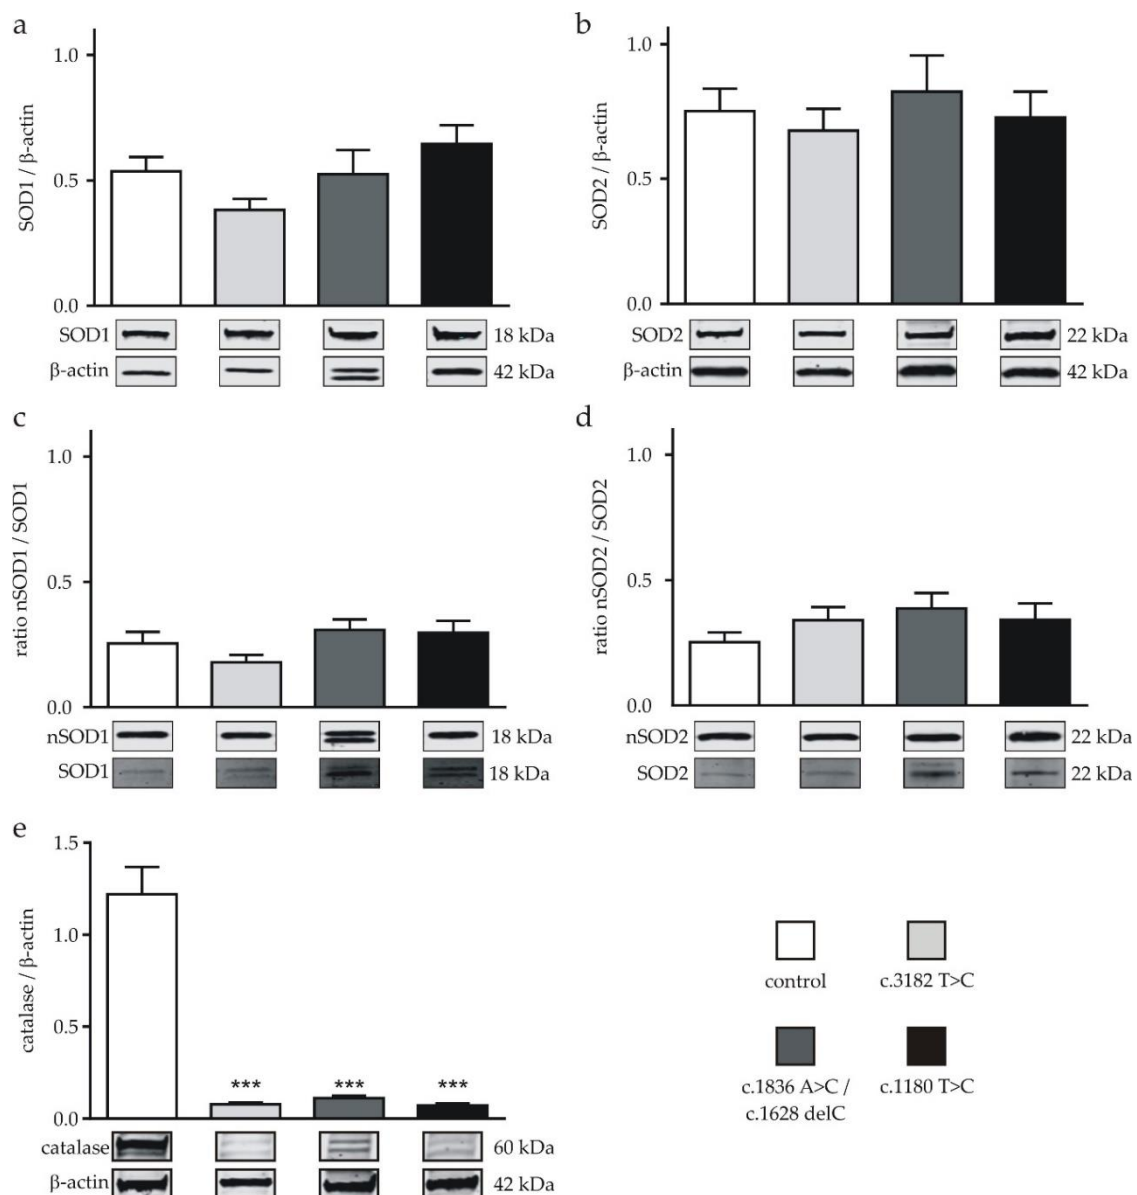 a
1.0
0.5
0.0
SOD1 / β-actin
SOD1 18 kDa
β-actin 42 kDa
b
1.0
0.5
0.0
SOD2 / β-actin
SOD2 22 kDa
β-actin 42 kDa
c
1.0
0.5
0.0
ratio nSOD1 / SOD1
nSOD1 18 kDa
SOD1 18 kDa
d
1.0
0.5
0.0
ratio nSOD2 / SOD2
nSOD2 22 kDa
SOD2 22 kDa
e
1.5
1.0
0.5
0.0
catalase / β-actin
*** *** ***
catalase 60 kDa
β-actin 42 kDa
control c.3182 T>C
c.1836 A>C / c.1180 T>C
c.1628 delC